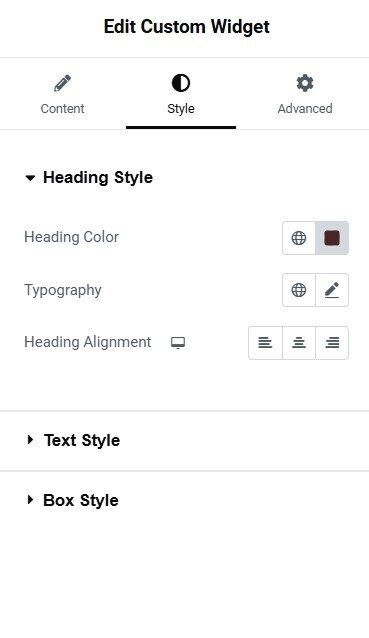 Edit Custom Widget
Content
Style
Advanced
Heading Style
Heading Color
Typography
Heading Alignment
Text Style
Box Style